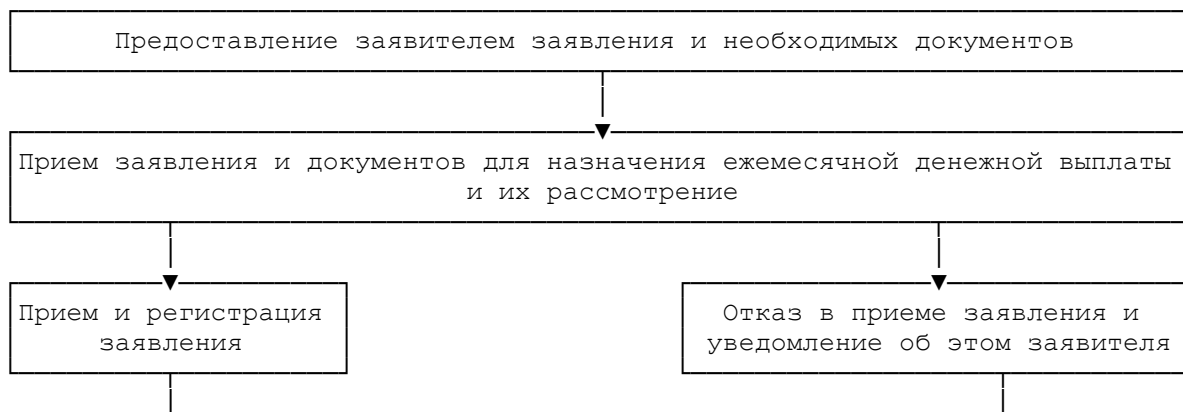 Предоставление заявителем заявления и необходимых документов
Прием заявления и документов для назначения ежемесячной денежной выплаты
и их рассмотрение
Прием и регистрация
заявления
Отказ в приеме заявления и
уведомление об этом заявителя